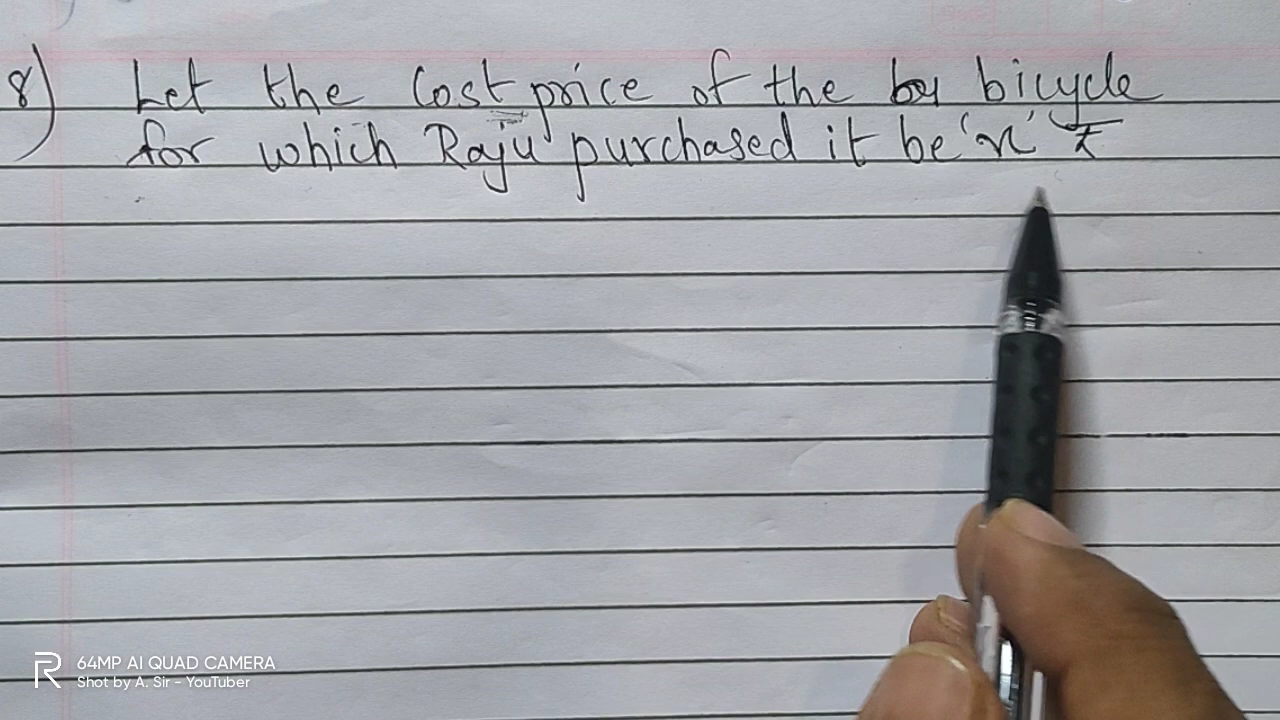 8) Let the Cost price of the by bicycle
for which Raju purchased it be 'x' ₹
64MP AI QUAD CAMERA
Shot by A. Sir - YouTuber